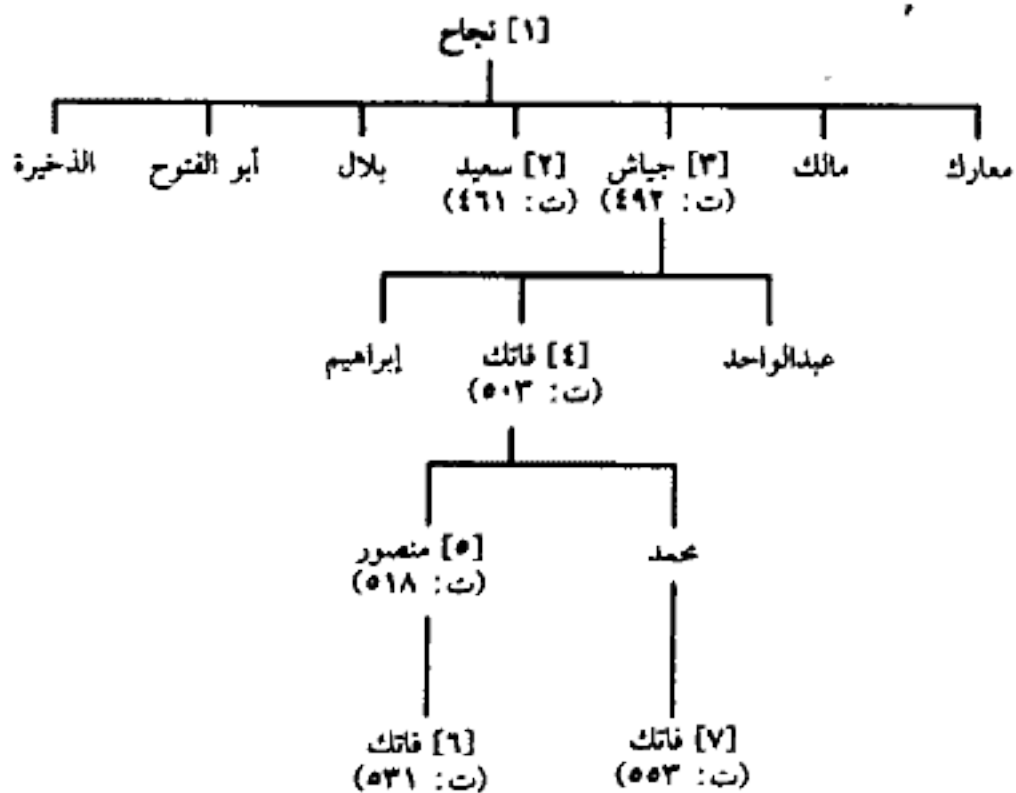 [١] نجاح
معارك
مالك
[٣] جياش
(ت: ٤٩٢)
[٢] سعيد
(ت: ٤٦١)
بلال
أبو الفتوح
الذخيرة
عبدالواحد
[٤] فاتك
(ت: ٥٠٣)
إبراهيم
محمد
[٥] منصور
(ت: ٥١٨)
[٧] فاتك
(ت: ٥٥٣)
[٦] فاتك
(ت: ٥٣١)